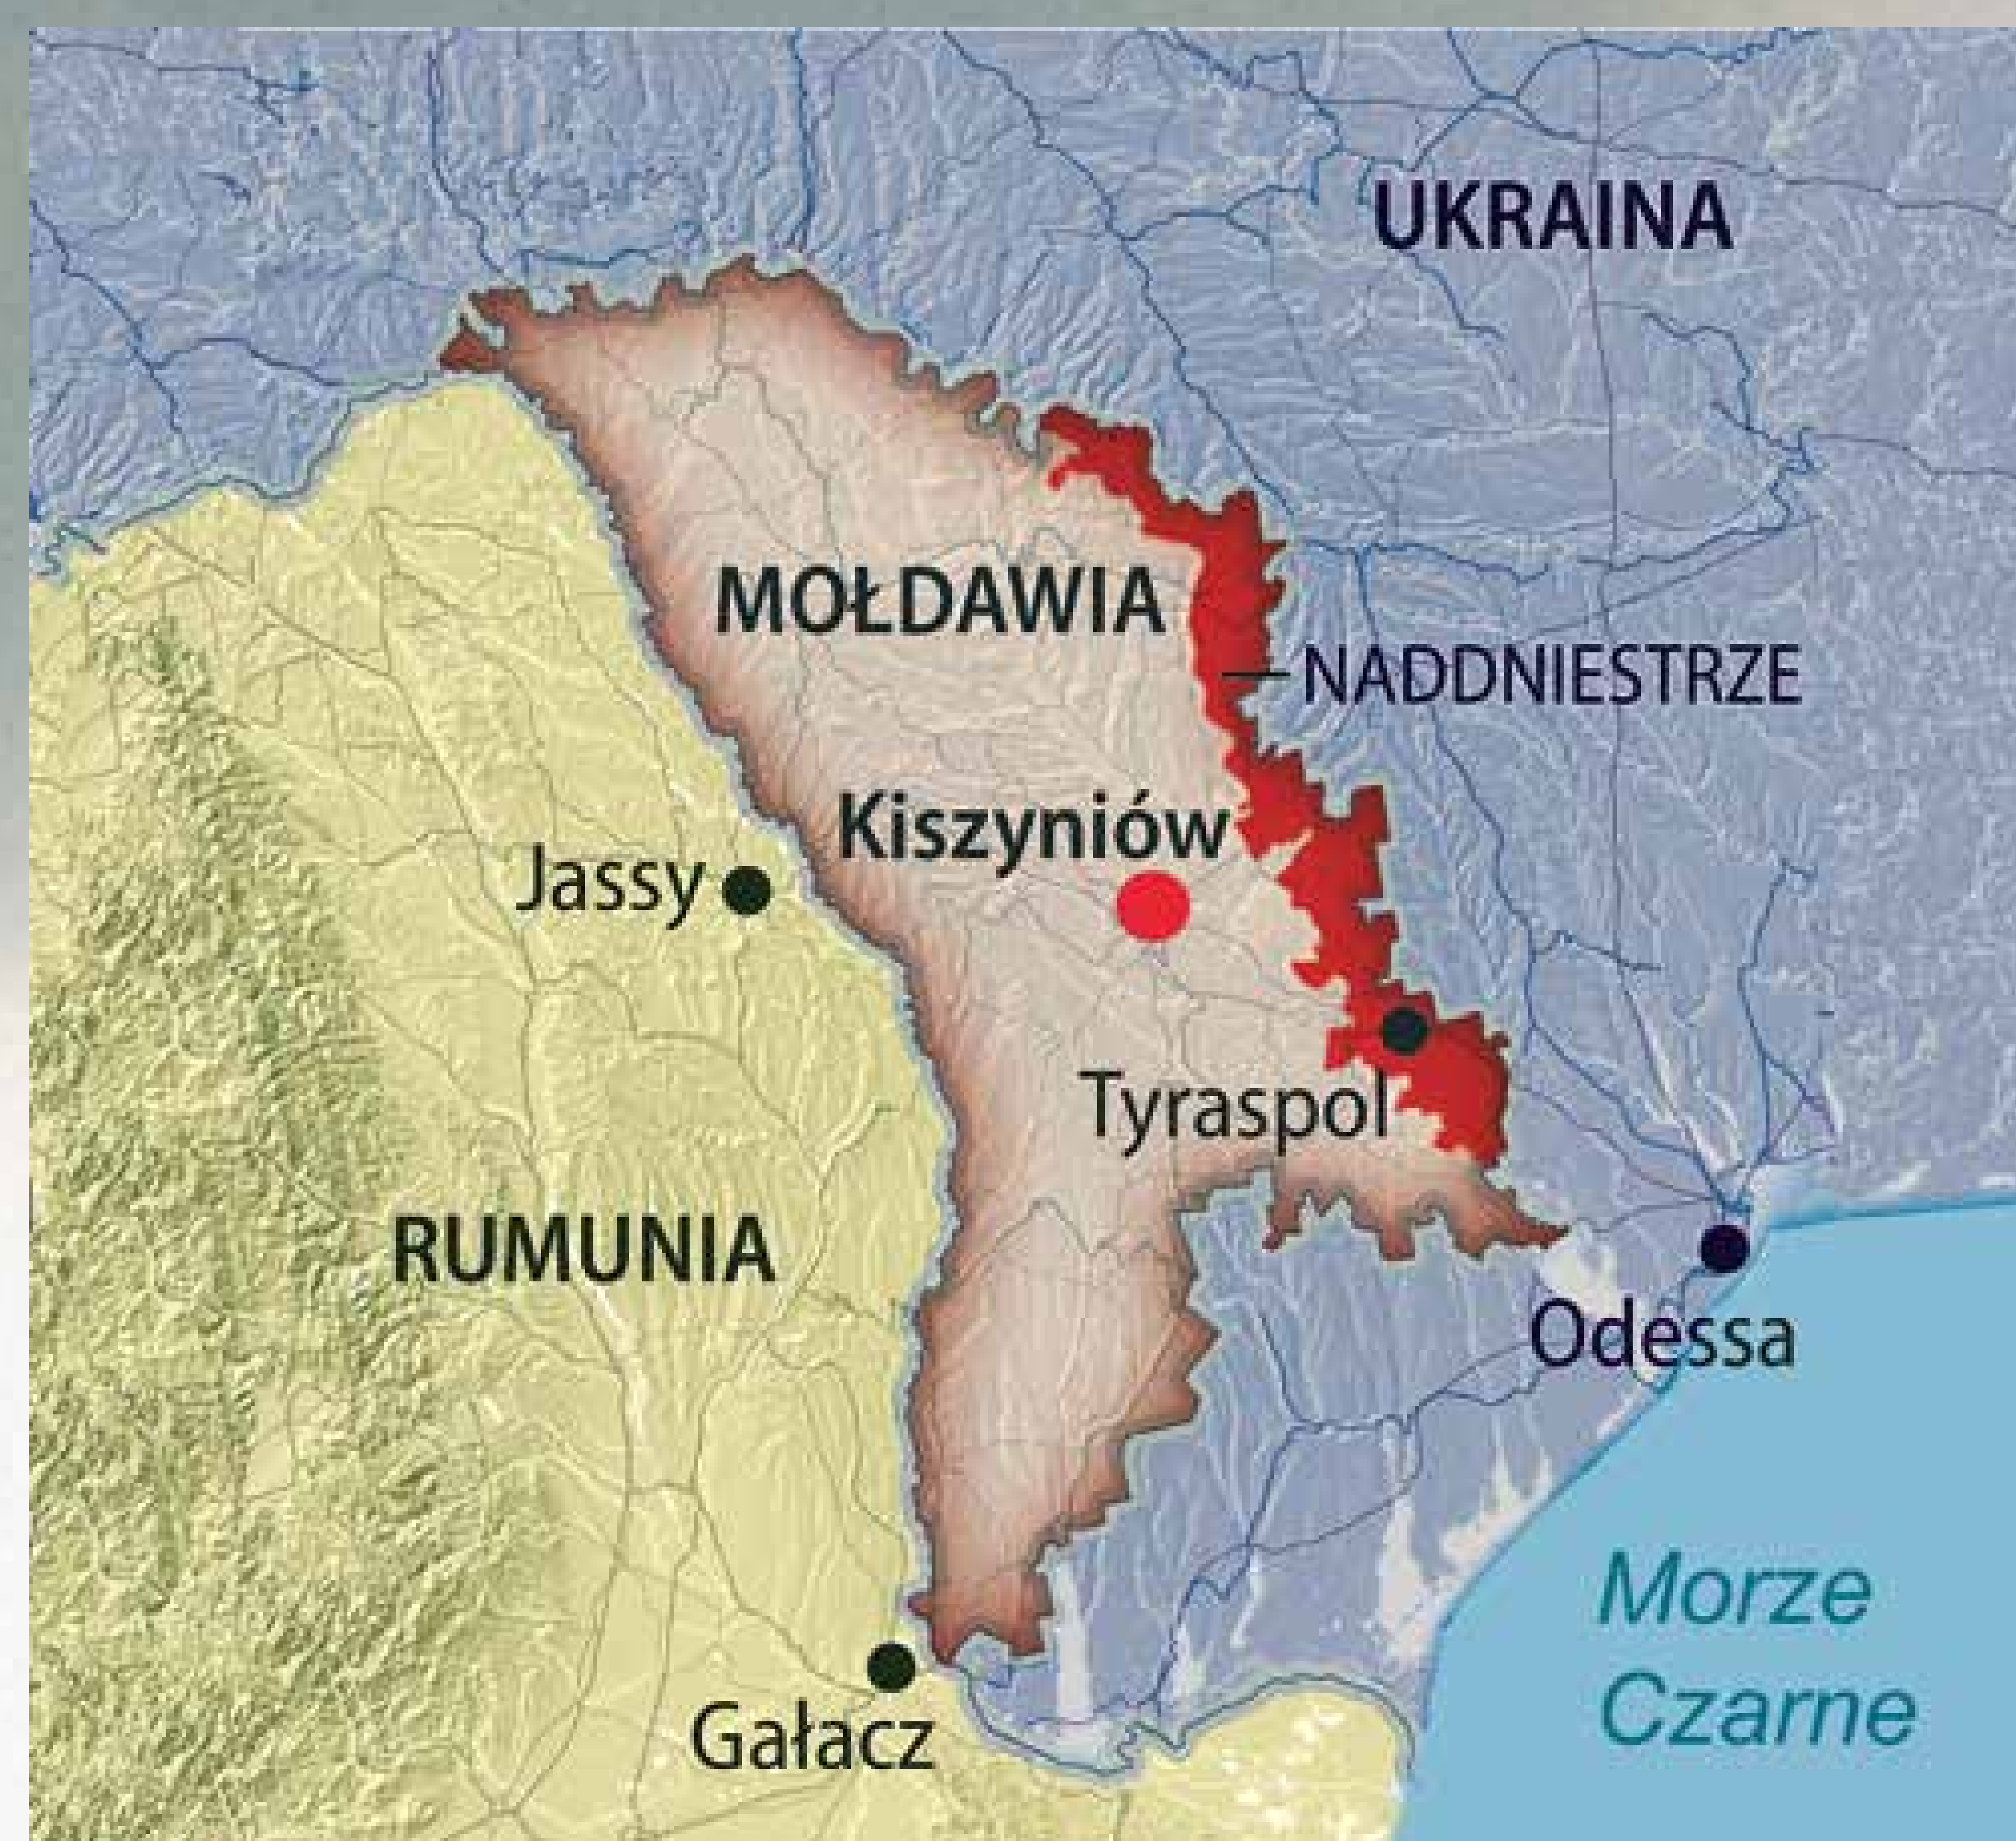 UKRAINA
MOŁDAWIA
NADDNIESTRZE
Kiszyniów
Jassy
Tyraspol
RUMUNIA
Odessa
Morze
Czarne
Gałacz